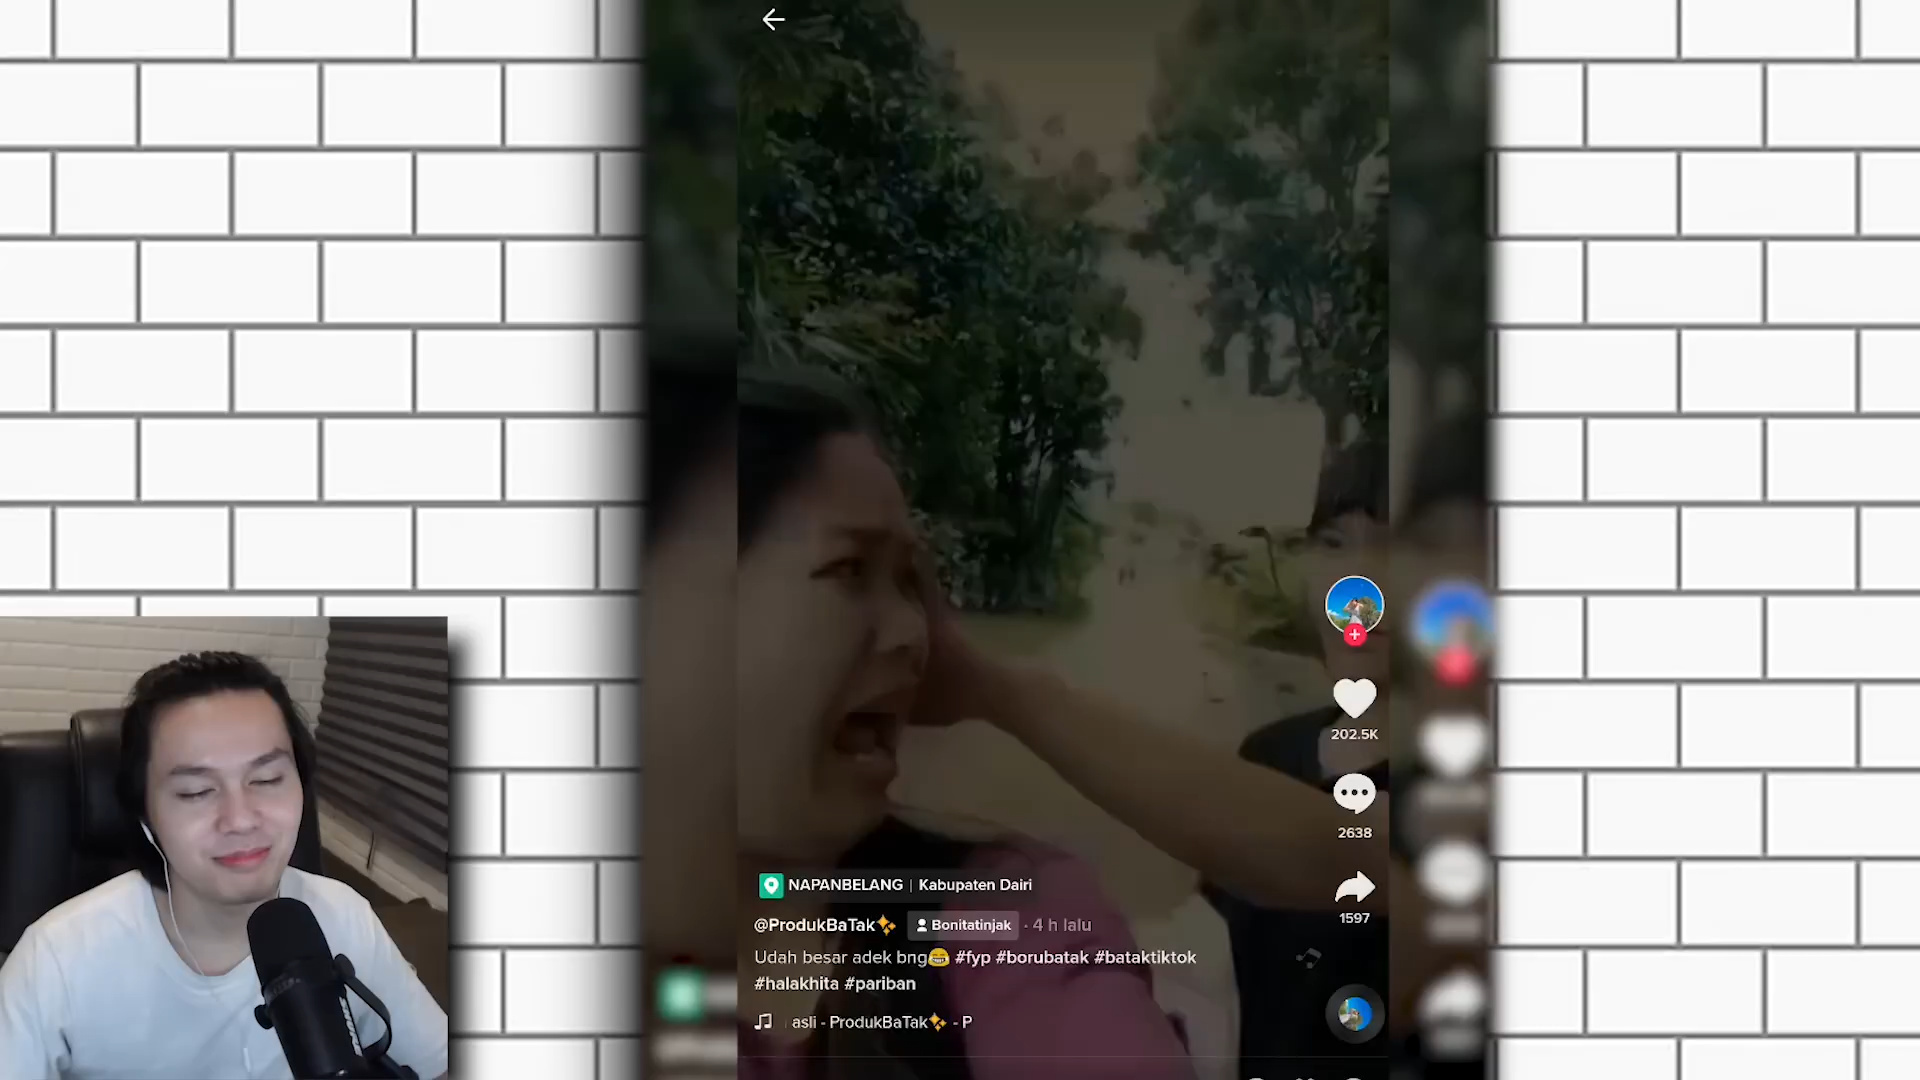 202.5K
2638
1597
NAPANBELANG | Kabupaten Dairi
@ProdukBaTak✨ Bonitatinjak · 4 h lalu
Udah besar adek bng😂 #fyp #borubatak #bataktiktok
#halakhita #pariban
asli - ProdukBaTak✨ - P